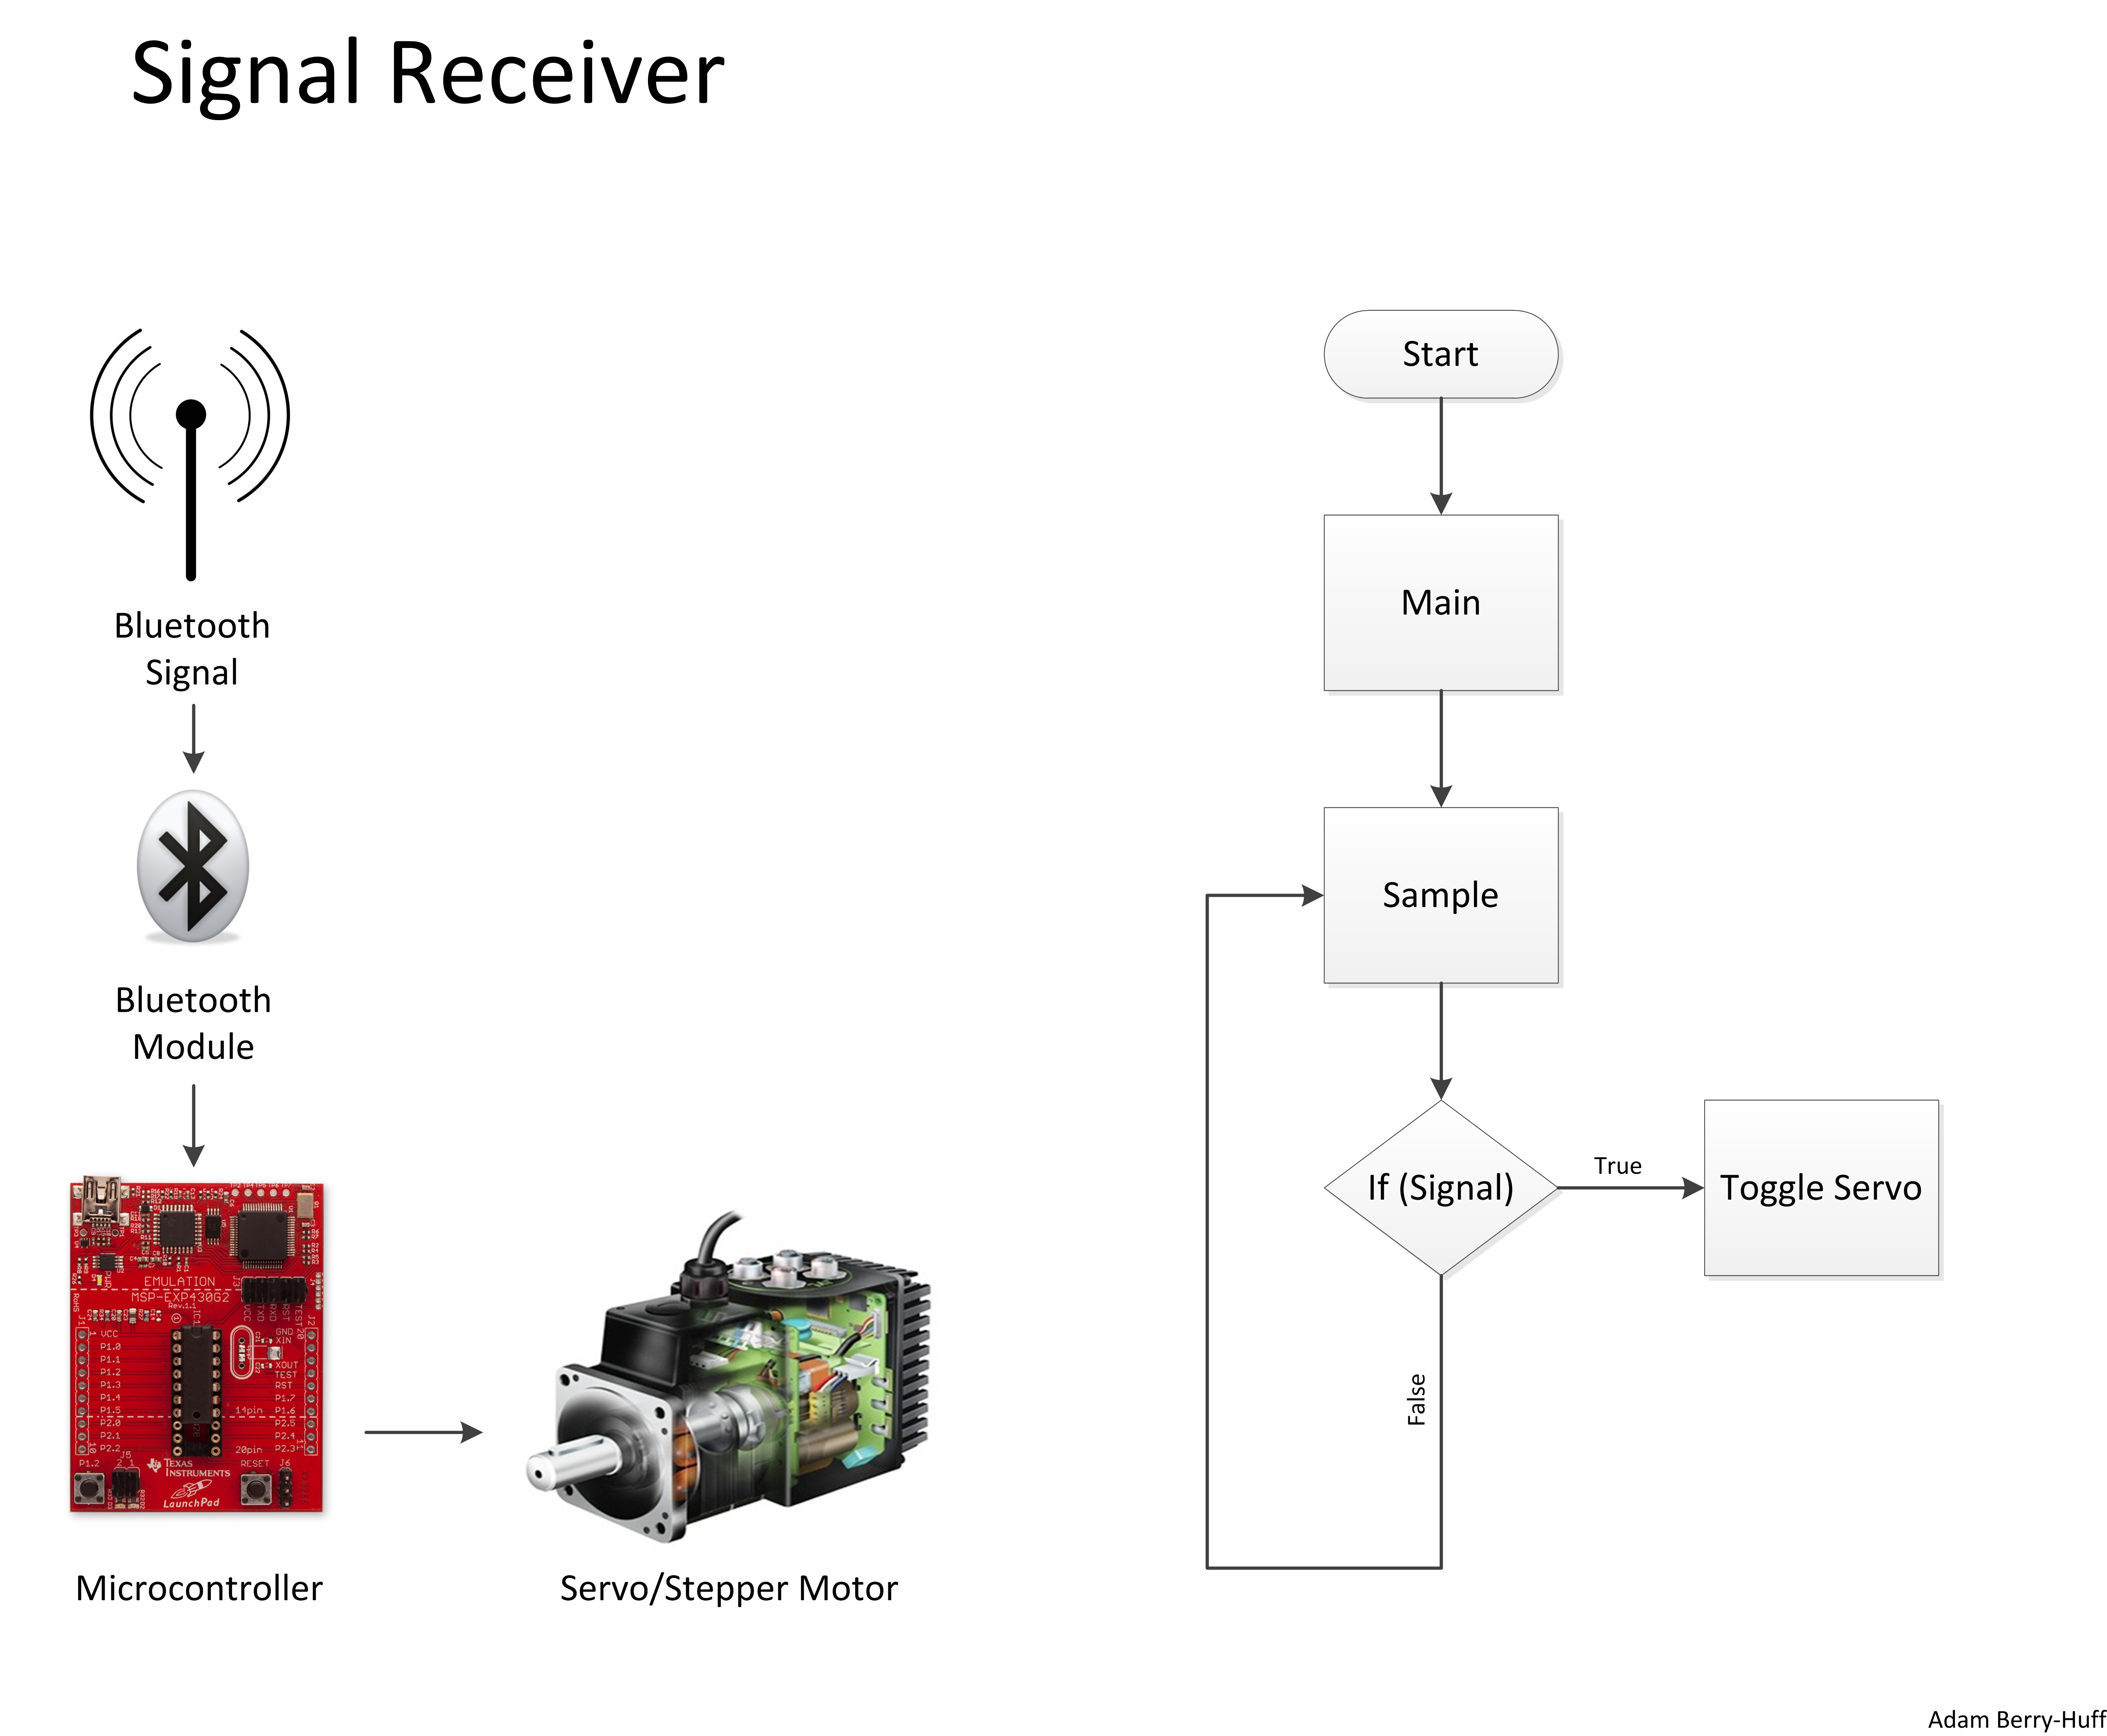 Signal Receiver
Bluetooth
Signal
Bluetooth
Module
EMULATION
MSP-EXP430G2
Rev.1.1
VCC
P1.0
P1.1
P1.2
P1.3
P1.4
P1.5
P2.0
P2.1
P2.2
GND
XIN
XOUT
TEST
RST
P1.7
14pin P1.6
P2.5
P2.4
20pin P2.3
P1.2
TEXAS
INSTRUMENTS
LaunchPad
RESET
J6
Microcontroller
Servo/Stepper Motor
Start
Main
Sample
If (Signal)
True
Toggle Servo
False
Adam Berry-Huff